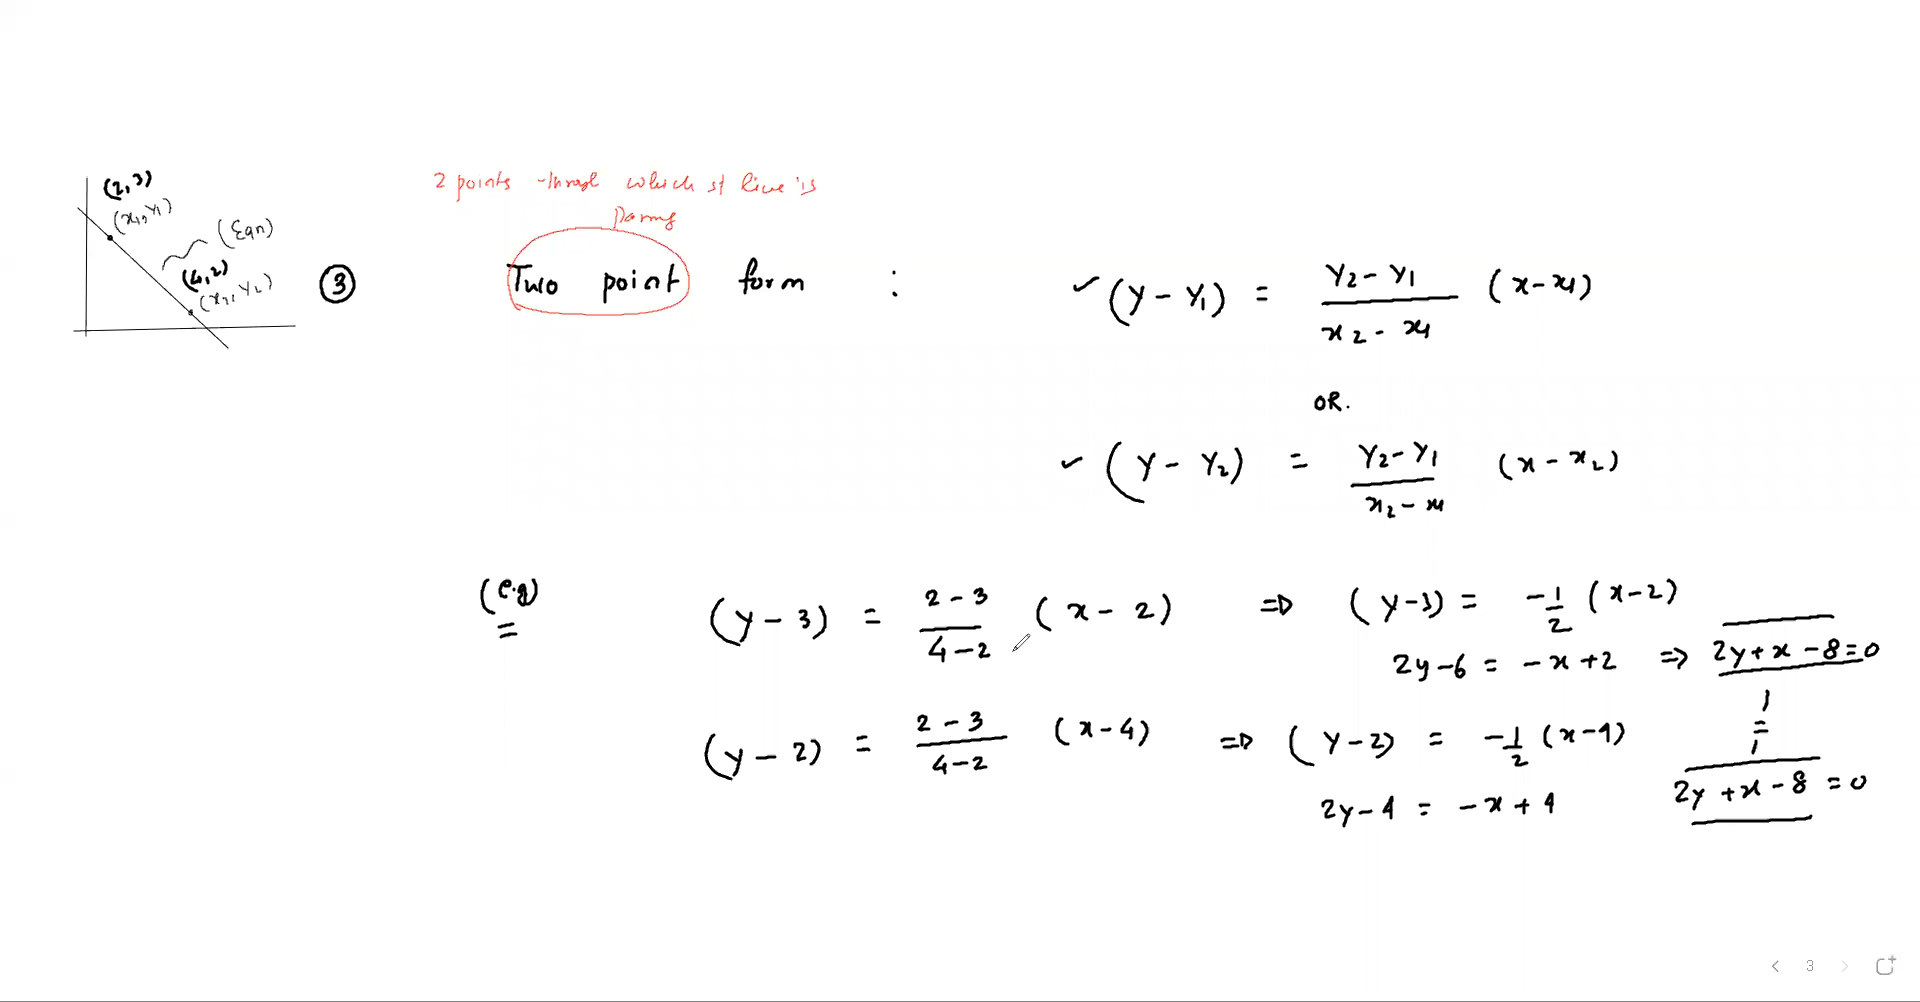 (2,3)
(x1, y1)
(Eqn)
(4,2)
(x2, y2)
2 points through which st line is
passing
③ Two point form :
✓ (y - y1) = y2 - y1 / x2 - x1 (x - x1)
OR.
✓ (y - y2) = y2 - y1 / x2 - x1 (x - x2)
(e.g)
(y - 3) = 2 - 3 / 4 - 2 (x - 2) ⇒ (y - 3) = -1/2 (x - 2)
2y - 6 = -x + 2 ⇒ 2y + x - 8 = 0
(y - 2) = 2 - 3 / 4 - 2 (x - 4) ⇒ (y - 2) = -1/2 (x - 4)
2y - 4 = -x + 4 2y + x - 8 = 0
3